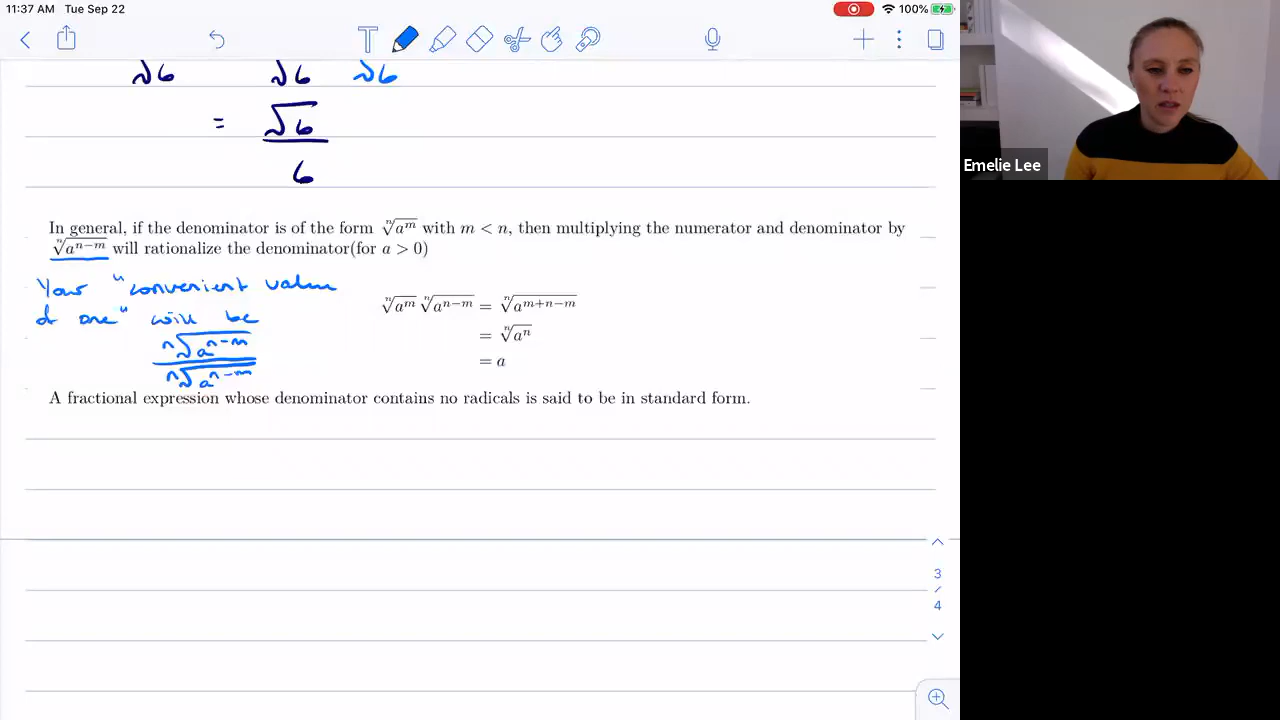 11:37 AM Tue Sep 22
100%
√6 √6 √6
= √6
6
In general, if the denominator is of the form ⁿ√aᵐ with m < n, then multiplying the numerator and denominator by
ⁿ√aⁿ⁻ᵐ will rationalize the denominator(for a > 0)
Your "convenient value
of one" will be
ⁿ√aⁿ⁻ᵐ
ⁿ√aⁿ⁻ᵐ
ⁿ√aᵐ ⁿ√aⁿ⁻ᵐ = ⁿ√aᵐ⁺ⁿ⁻ᵐ
= ⁿ√aⁿ
= a
A fractional expression whose denominator contains no radicals is said to be in standard form.
3
/
4
Emelie Lee